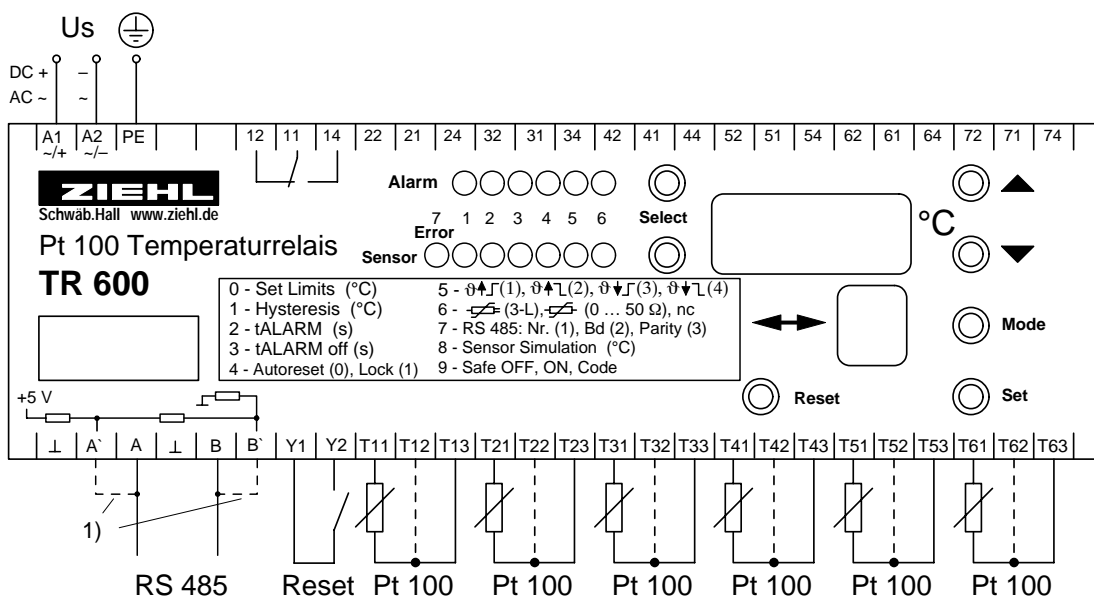 Us
DC + –
AC ~ ~
A1 A2 PE 12 11 14 22 21 24 32 31 34 42 41 44 52 51 54 62 61 64 72 71 74
~/+ ~/–
ZIEHL
Schwäb.Hall www.ziehl.de
Pt 100 Temperaturrelais
TR 600
Alarm
7 1 2 3 4 5 6
Error
Sensor
Select
°C
Mode
Reset
Set
0 - Set Limits (°C)
1 - Hysteresis (°C)
2 - tALARM (s)
3 - tALARM off (s)
4 - Autoreset (0), Lock (1)
5 - ϑ (1), ϑ (2), ϑ (3), ϑ (4)
6 - (3-L), (0 … 50 Ω), nc
7 - RS 485: Nr. (1), Bd (2), Parity (3)
8 - Sensor Simulation (°C)
9 - Safe OFF, ON, Code
+5 V
⊥ A` A ⊥ B B` Y1 Y2 T11 T12 T13 T21 T22 T23 T31 T32 T33 T41 T42 T43 T51 T52 T53 T61 T62 T63
1)
RS 485 Reset Pt 100 Pt 100 Pt 100 Pt 100 Pt 100 Pt 100